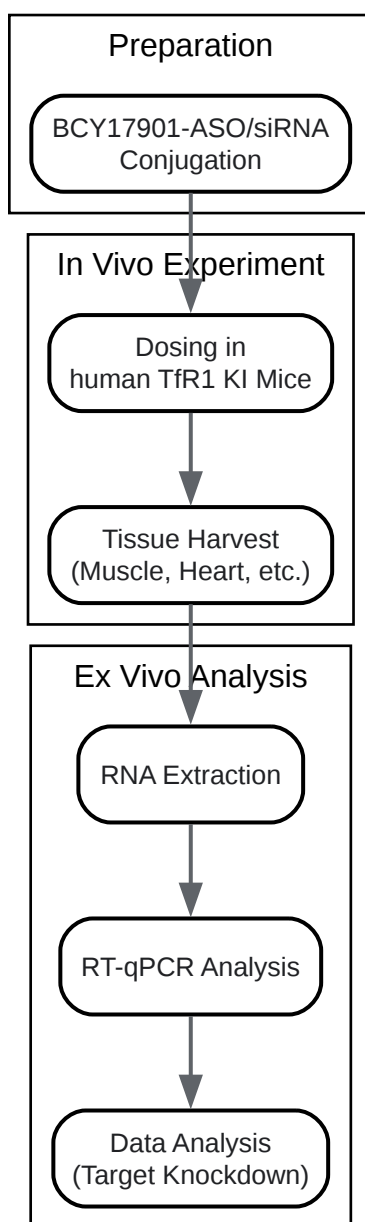 Preparation
BCY17901-ASO/siRNA
Conjugation
In Vivo Experiment
Dosing in
human TfR1 KI Mice
Tissue Harvest
(Muscle, Heart, etc.)
Ex Vivo Analysis
RNA Extraction
RT-qPCR Analysis
Data Analysis
(Target Knockdown)